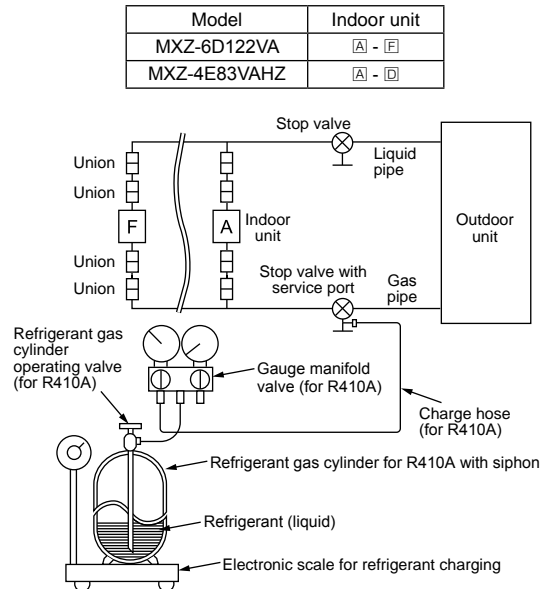 Model Indoor unit
MXZ-6D122VA A - F
MXZ-4E83VAHZ A - D
Stop valve
Liquid
pipe
Union
Union
F
A
Indoor
unit
Outdoor
unit
Union
Union
Stop valve with
service port
Gas
pipe
Refrigerant gas
cylinder
operating valve
(for R410A)
Gauge manifold
valve (for R410A)
Charge hose
(for R410A)
Refrigerant gas cylinder for R410A with siphon
Refrigerant (liquid)
Electronic scale for refrigerant charging